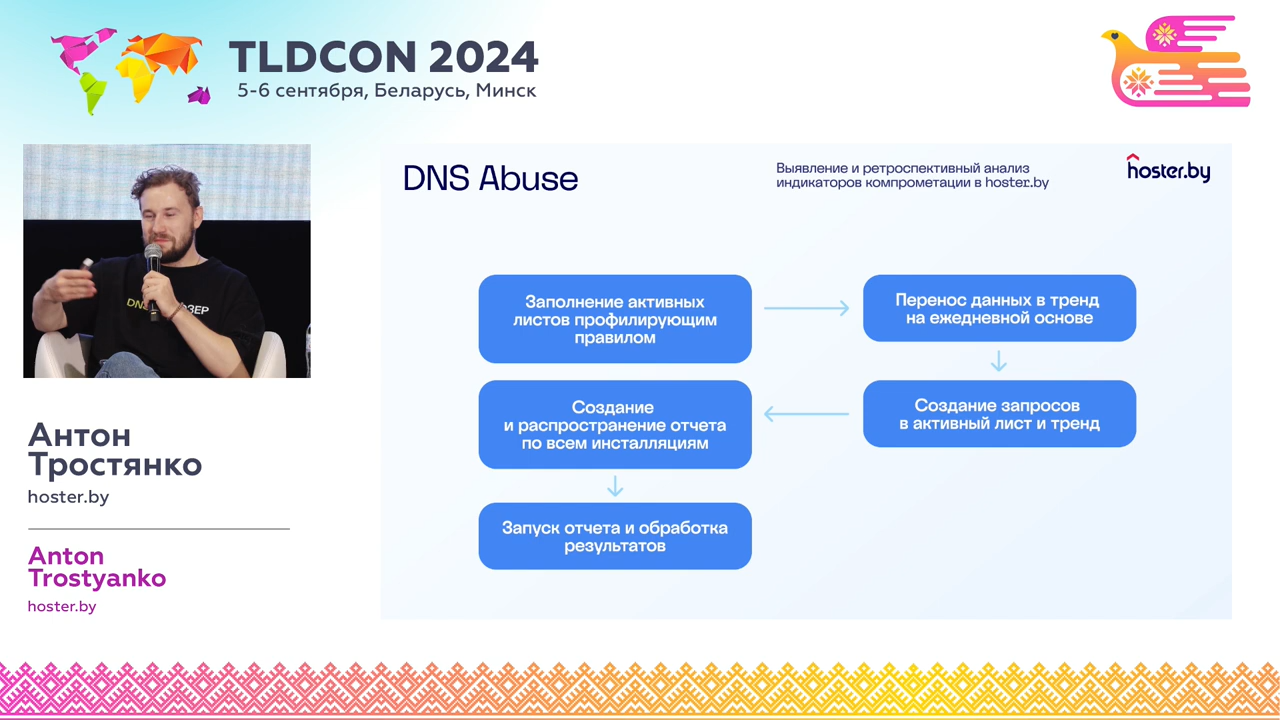 TLDCON 2024
5-6 сентября, Беларусь, Минск
DNS Abuse
Выявление и ретроспективный анализ
индикаторов компрометации в hoster.by
hoster.by
Заполнение активных
листов профилирующим
правилом
Перенос данных в тренд
на ежедневной основе
Создание запросов
в активный лист и тренд
Создание
и распространение отчета
по всем инсталляциям
Запуск отчета и обработка
результатов
Антон
Тростянко
hoster.by
Anton
Trostyanko
hoster.by